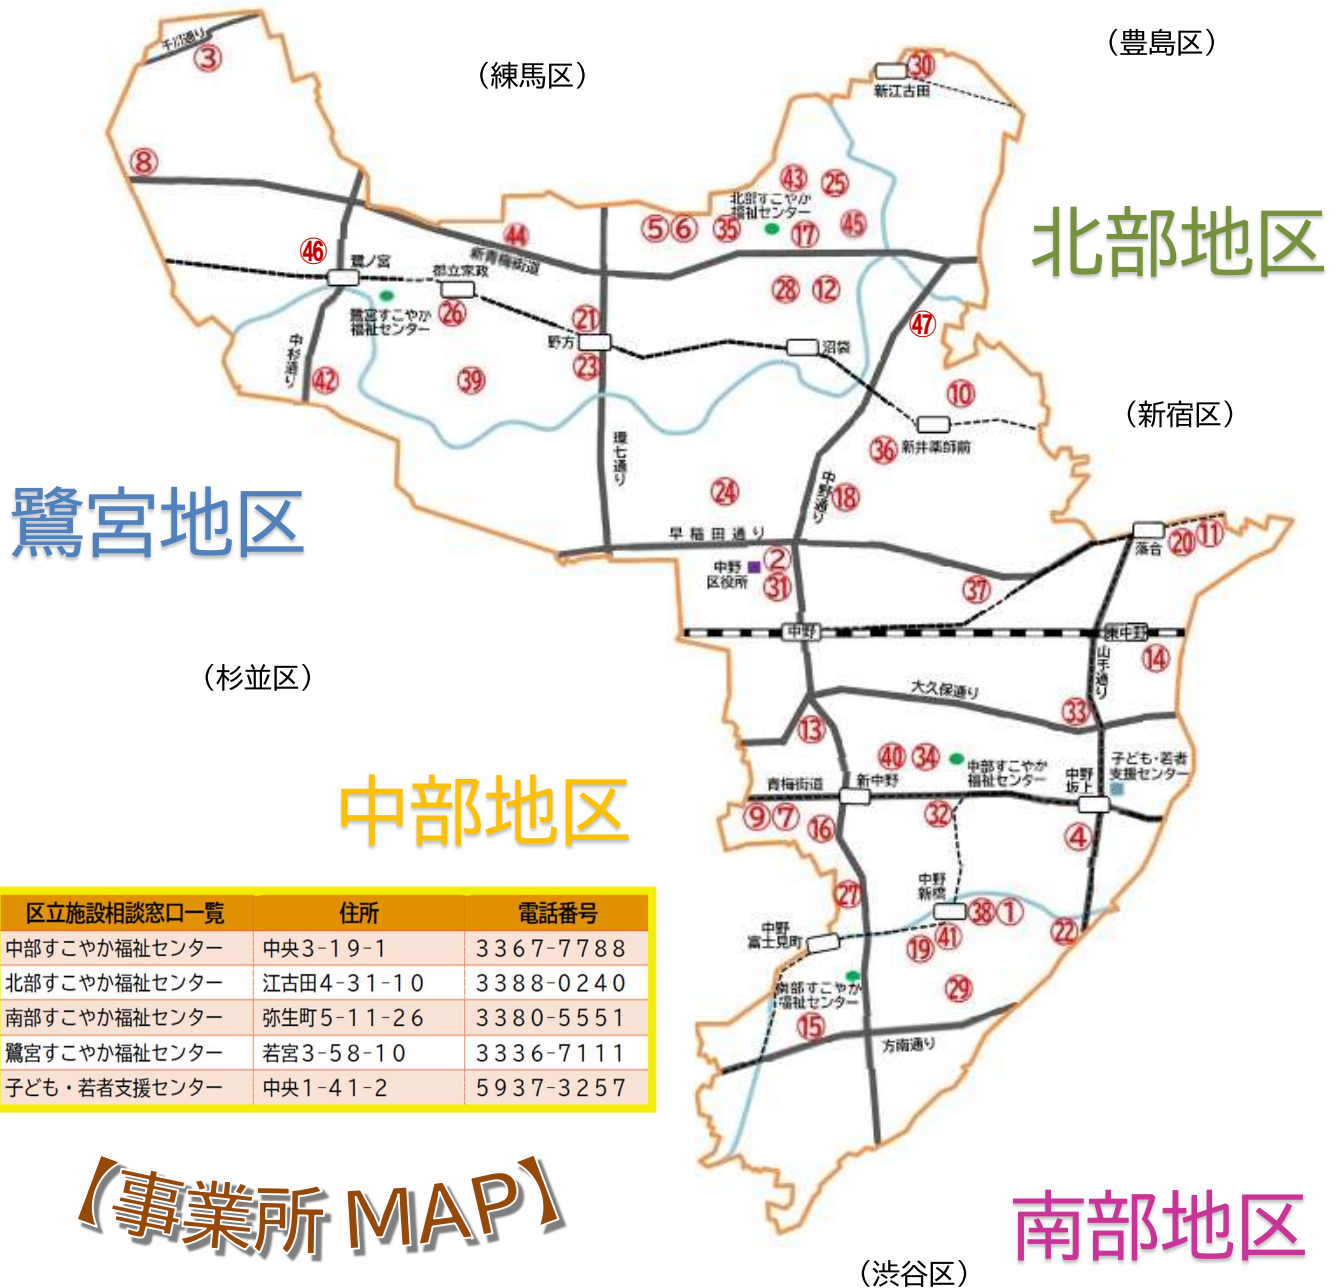 千川通り
③
（練馬区）
（豊島区）
㉚
新江古田
⑧
㊸
㉕
北部すこやか
福祉センター
⑤⑥
㉟
⑰
㊺
北部地区
㊹
新青梅街道
㊻
鷺ノ宮
都立家政
㉖
鷺宮すこやか
福祉センター
㉘
⑫
㉑
野方
㉓
沼袋
㊼
中杉通り
㊷
㊴
⑩
（新宿区）
㊱
新井薬師前
環七通り
中野通り
⑱
㉔
鷺宮地区
早稲田通り
落合
⑳
⑪
中野
区役所
②
㉛
㊲
中野
東中野
⑭
山手通り
（杉並区）
大久保通り
㉝
⑬
㊵
㉞
中部すこやか
福祉センター
子ども・若者
支援センター
中野
坂上
青梅街道
新中野
中部地区
⑨⑦
⑯
㉜
④
中野
新橋
㉗
㊳①
中野
富士見町
⑲
㊶
㉒
南部すこやか
福祉センター
㉙
⑮
方南通り
区立施設相談窓口一覧 住所 電話番号
中部すこやか福祉センター 中央３-１９-１ ３３６７-７７８８
北部すこやか福祉センター 江古田４-３１-１０ ３３８８-０２４０
南部すこやか福祉センター 弥生町５-１１-２６ ３３８０-５５５１
鷺宮すこやか福祉センター 若宮３-５８-１０ ３３３６-７１１１
子ども・若者支援センター 中央１-４１-２ ５９３７-３２５７
【事業所 MAP】
南部地区
（渋谷区）